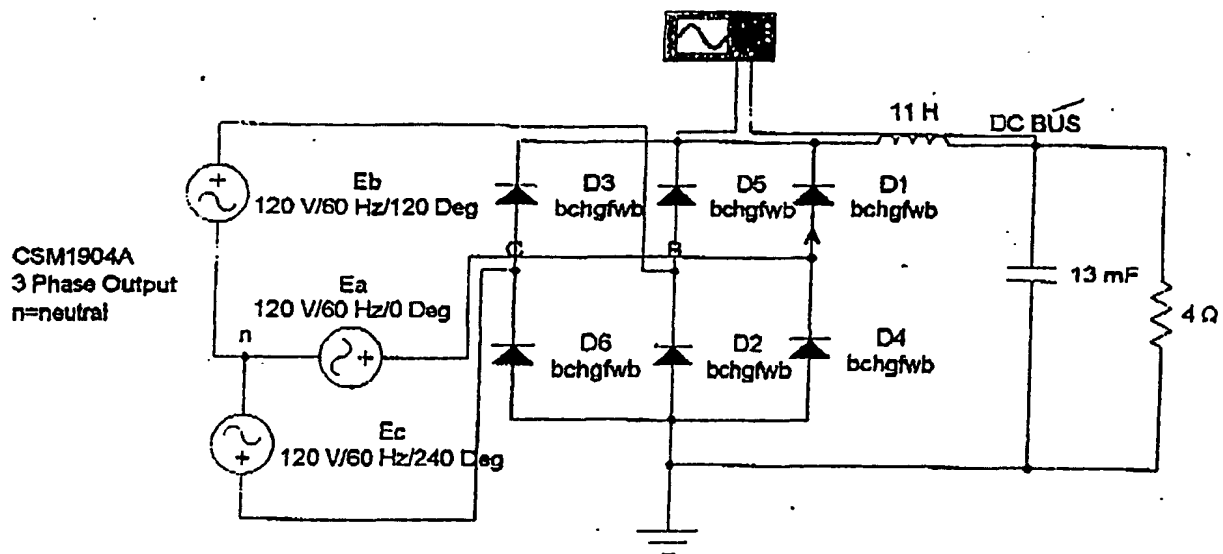 11 H
DC BUS
Eb
120 V/60 Hz/120 Deg
D3
bchgfwb
D5
bchgfwb
D1
bchgfwb
CSM1904A
3 Phase Output
n=neutral
C
B
Ea
120 V/60 Hz/0 Deg
n
13 mF
4 Ω
D6
bchgfwb
D2
bchgfwb
D4
bchgfwb
Ec
120 V/60 Hz/240 Deg